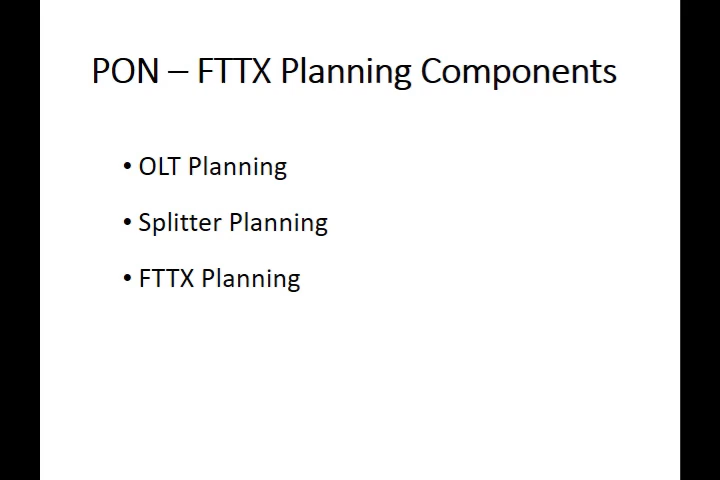 PON – FTTX Planning Components
• OLT Planning
• Splitter Planning
• FTTX Planning